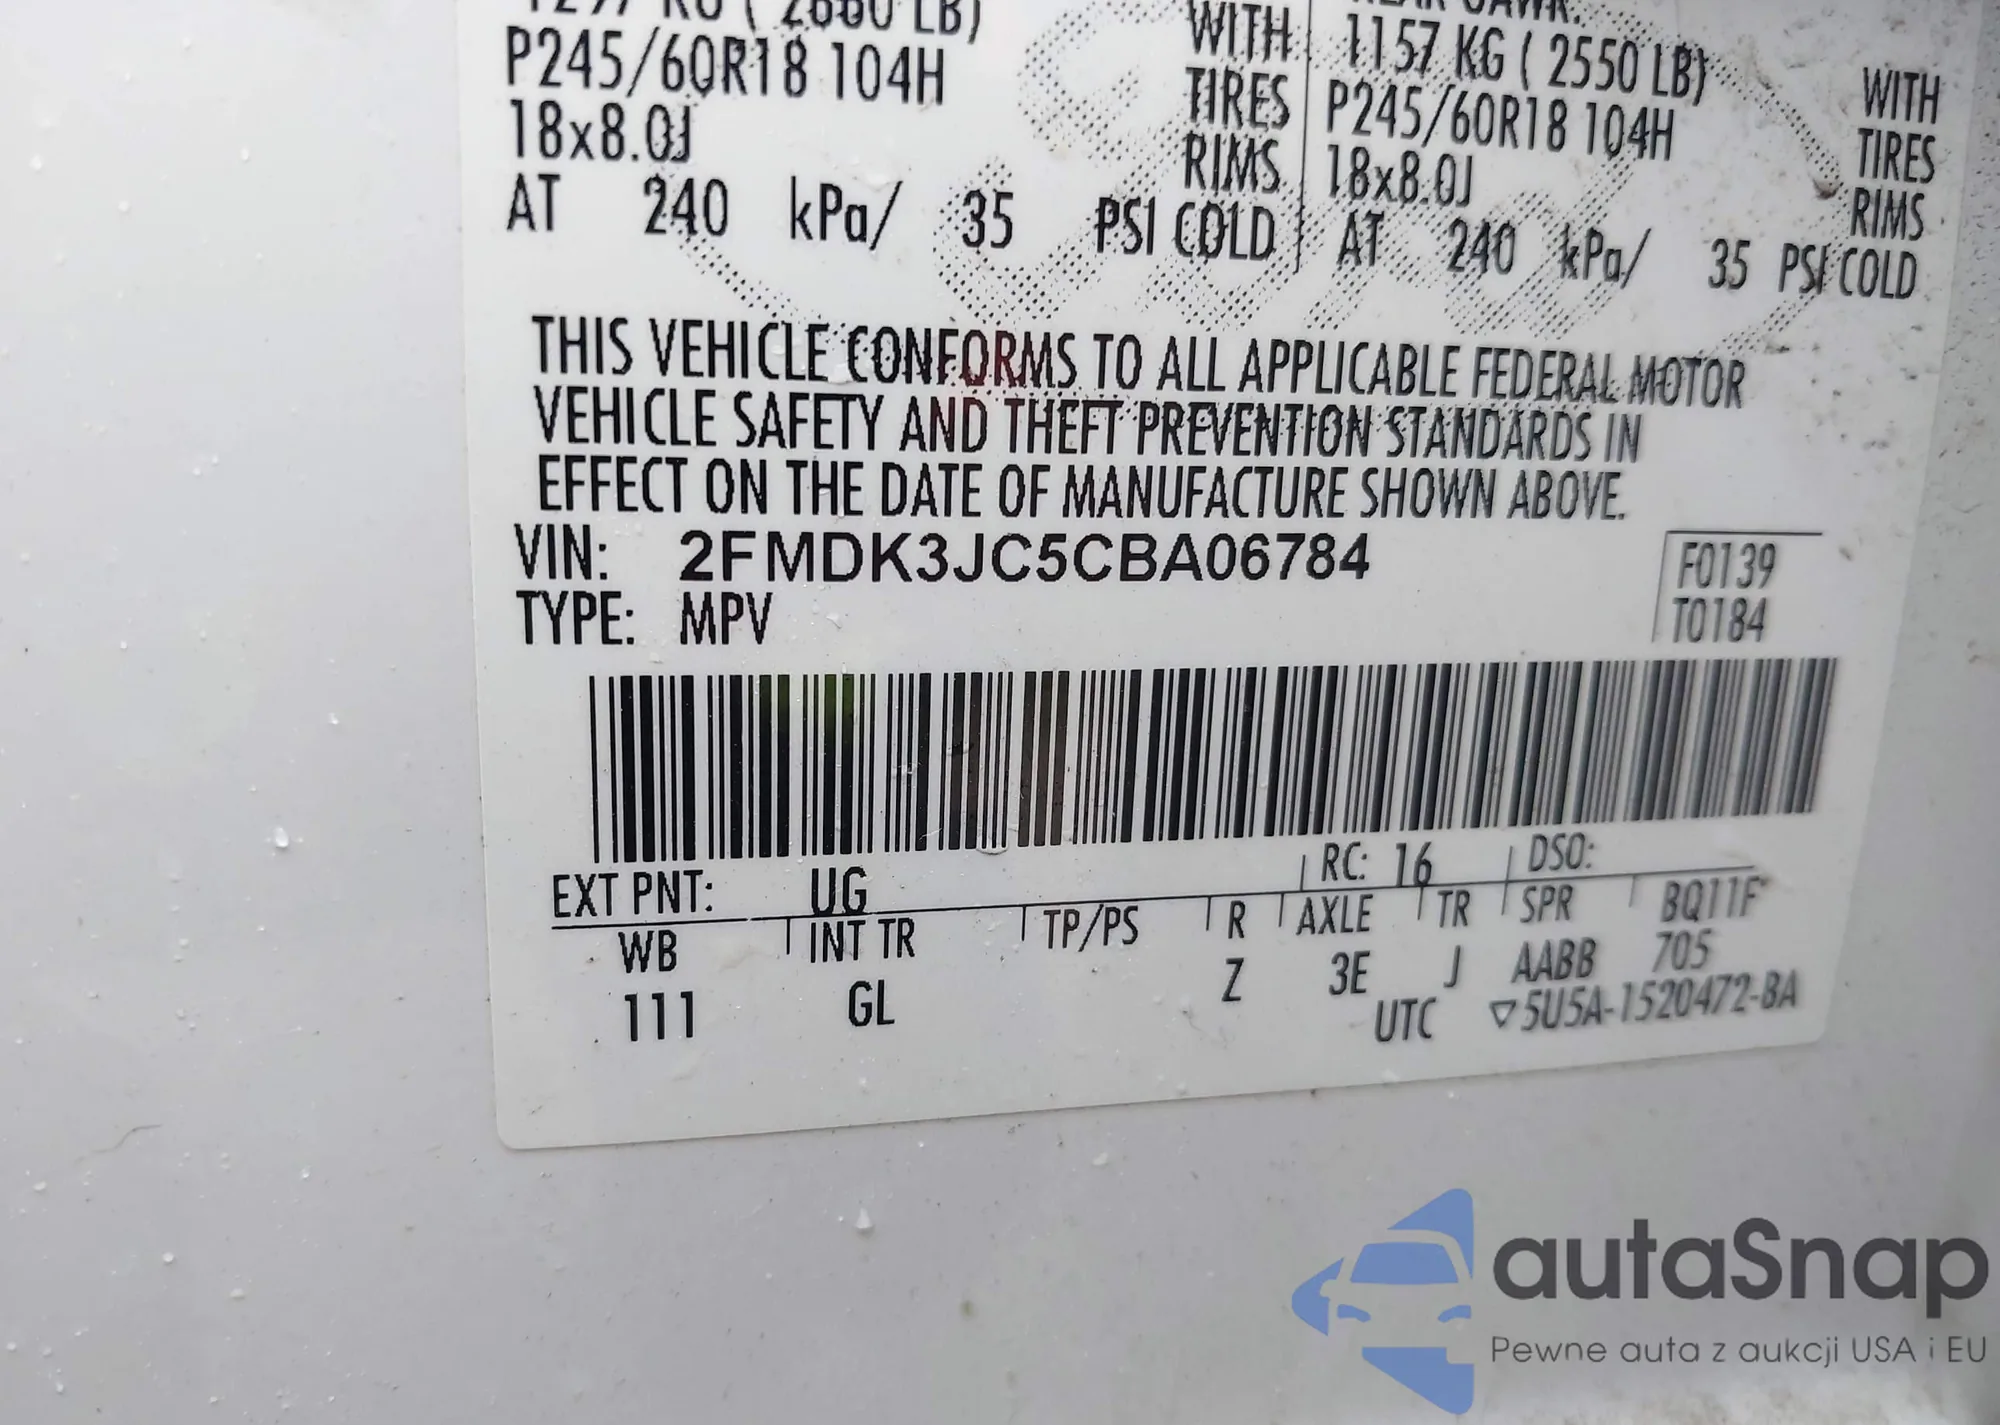 ( 2860 LB)
P245/60R18 104H WITH
18x8.0J TIRES
RIMS
AT 240 kPa/ 35 PSI COLD
1157 KG ( 2550 LB)
P245/60R18 104H WITH
18x8.0J TIRES
RIMS
AT 240 kPa/ 35 PSI COLD
THIS VEHICLE CONFORMS TO ALL APPLICABLE FEDERAL MOTOR
VEHICLE SAFETY AND THEFT PREVENTION STANDARDS IN
EFFECT ON THE DATE OF MANUFACTURE SHOWN ABOVE.
VIN: 2FMDK3JC5CBA06784 F0139
TYPE: MPV T0184
EXT PNT: UG RC: 16 DSO:
WB INT TR TP/PS R AXLE TR SPR BQ11F
111 GL Z 3E J AABB 705
UTC ▽5U5A-1520472-BA
autaSnap
Pewne auta z aukcji USA i EU